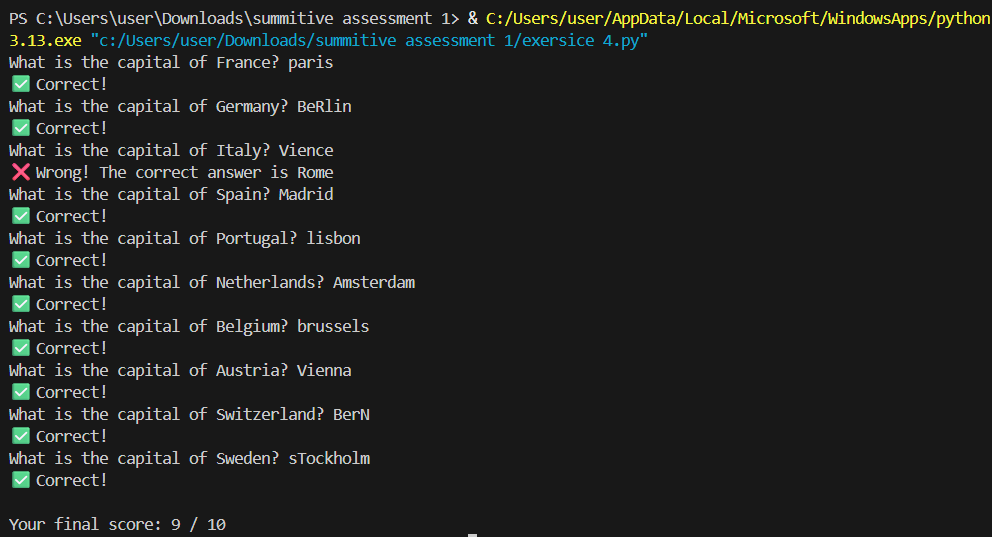 PS C:\Users\user\Downloads\summitive assessment 1> & C:/Users/user/AppData/Local/Microsoft/WindowsApps/python
3.13.exe "c:/Users/user/Downloads/summitive assessment 1/exersice 4.py"
What is the capital of France? paris
✅ Correct!
What is the capital of Germany? BeRlin
✅ Correct!
What is the capital of Italy? Vience
❌ Wrong! The correct answer is Rome
What is the capital of Spain? Madrid
✅ Correct!
What is the capital of Portugal? lisbon
✅ Correct!
What is the capital of Netherlands? Amsterdam
✅ Correct!
What is the capital of Belgium? brussels
✅ Correct!
What is the capital of Austria? Vienna
✅ Correct!
What is the capital of Switzerland? BerN
✅ Correct!
What is the capital of Sweden? sTockholm
✅ Correct!
Your final score: 9 / 10